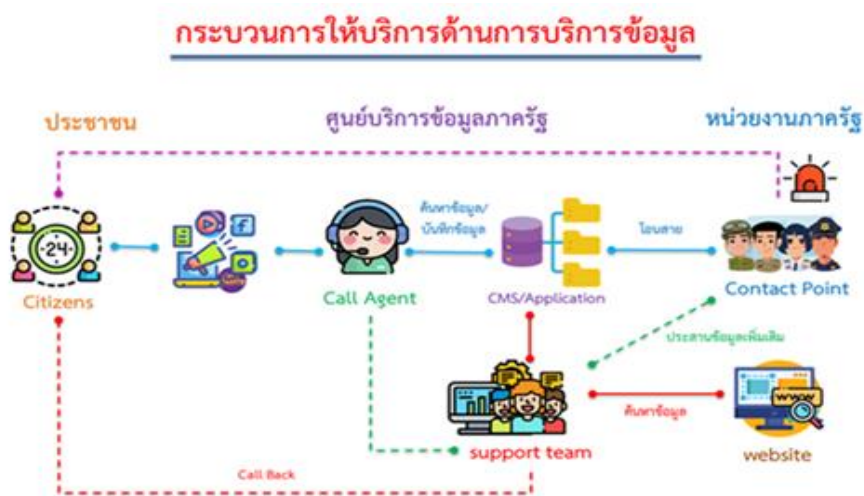 กระบวนการให้บริการด้านการบริการข้อมูล
ประชาชน
ศูนย์บริการข้อมูลภาครัฐ
หน่วยงานภาครัฐ
24
ค้นหาข้อมูล/
บันทึกข้อมูล
โอนสาย
Citizens
Call Agent
CMS/Application
Contact Point
ประสานข้อมูลเพิ่มเติม
WWW
ค้นหาข้อมูล
support team
website
Call Back